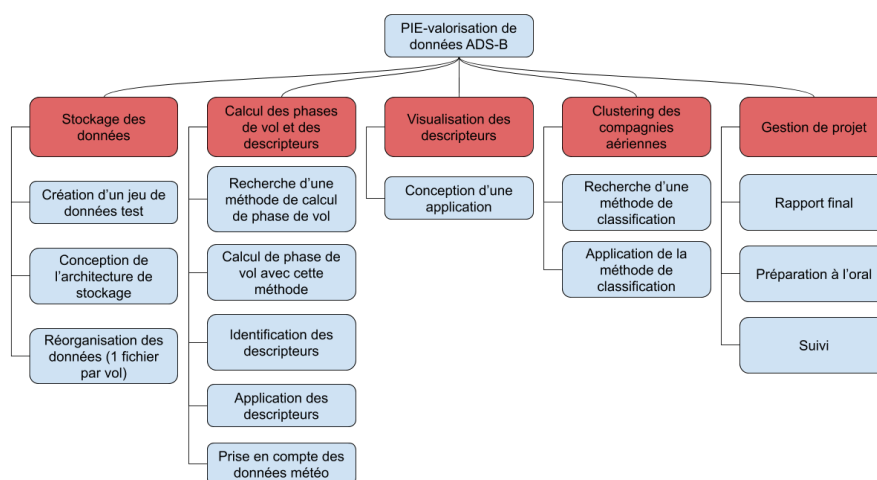 PIE-valorisation de
données ADS-B
Stockage des
données
Création d'un jeu de
données test
Conception de
l'architecture de
stockage
Réorganisation des
données (1 fichier
par vol)
Calcul des phases
de vol et des
descripteurs
Recherche d'une
méthode de calcul
de phase de vol
Calcul de phase de
vol avec cette
méthode
Identification des
descripteurs
Application des
descripteurs
Prise en compte des
données météo
Visualisation des
descripteurs
Conception d'une
application
Clustering des
compagnies
aériennes
Recherche d'une
méthode de
classification
Application de la
méthode de
classification
Gestion de projet
Rapport final
Préparation à l'oral
Suivi